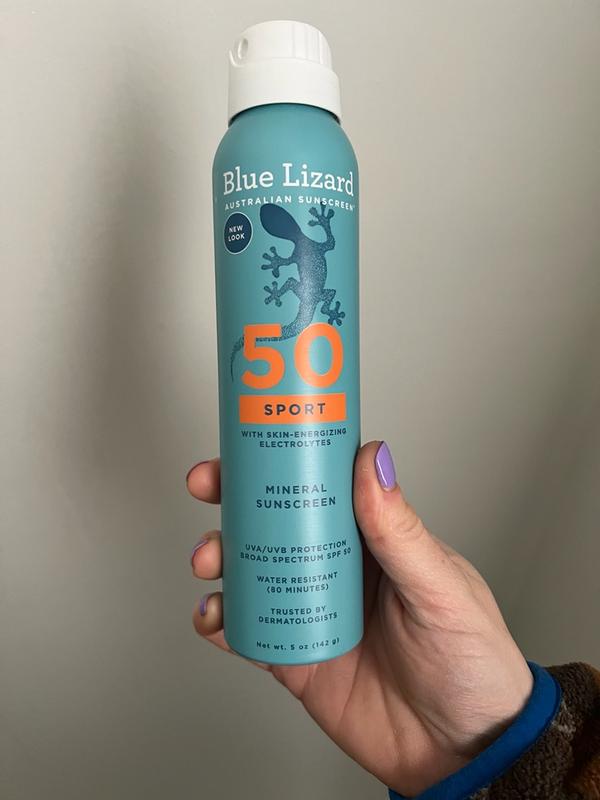 Blue Lizard
AUSTRALIAN SUNSCREEN
NEW
LOOK
50
SPORT
WITH SKIN-ENERGIZING
ELECTROLYTES
MINERAL
SUNSCREEN
UVA/UVB PROTECTION
BROAD SPECTRUM SPF 50
WATER RESISTANT
(80 MINUTES)
TRUSTED BY
DERMATOLOGISTS
Net wt. 5 oz (142 g)